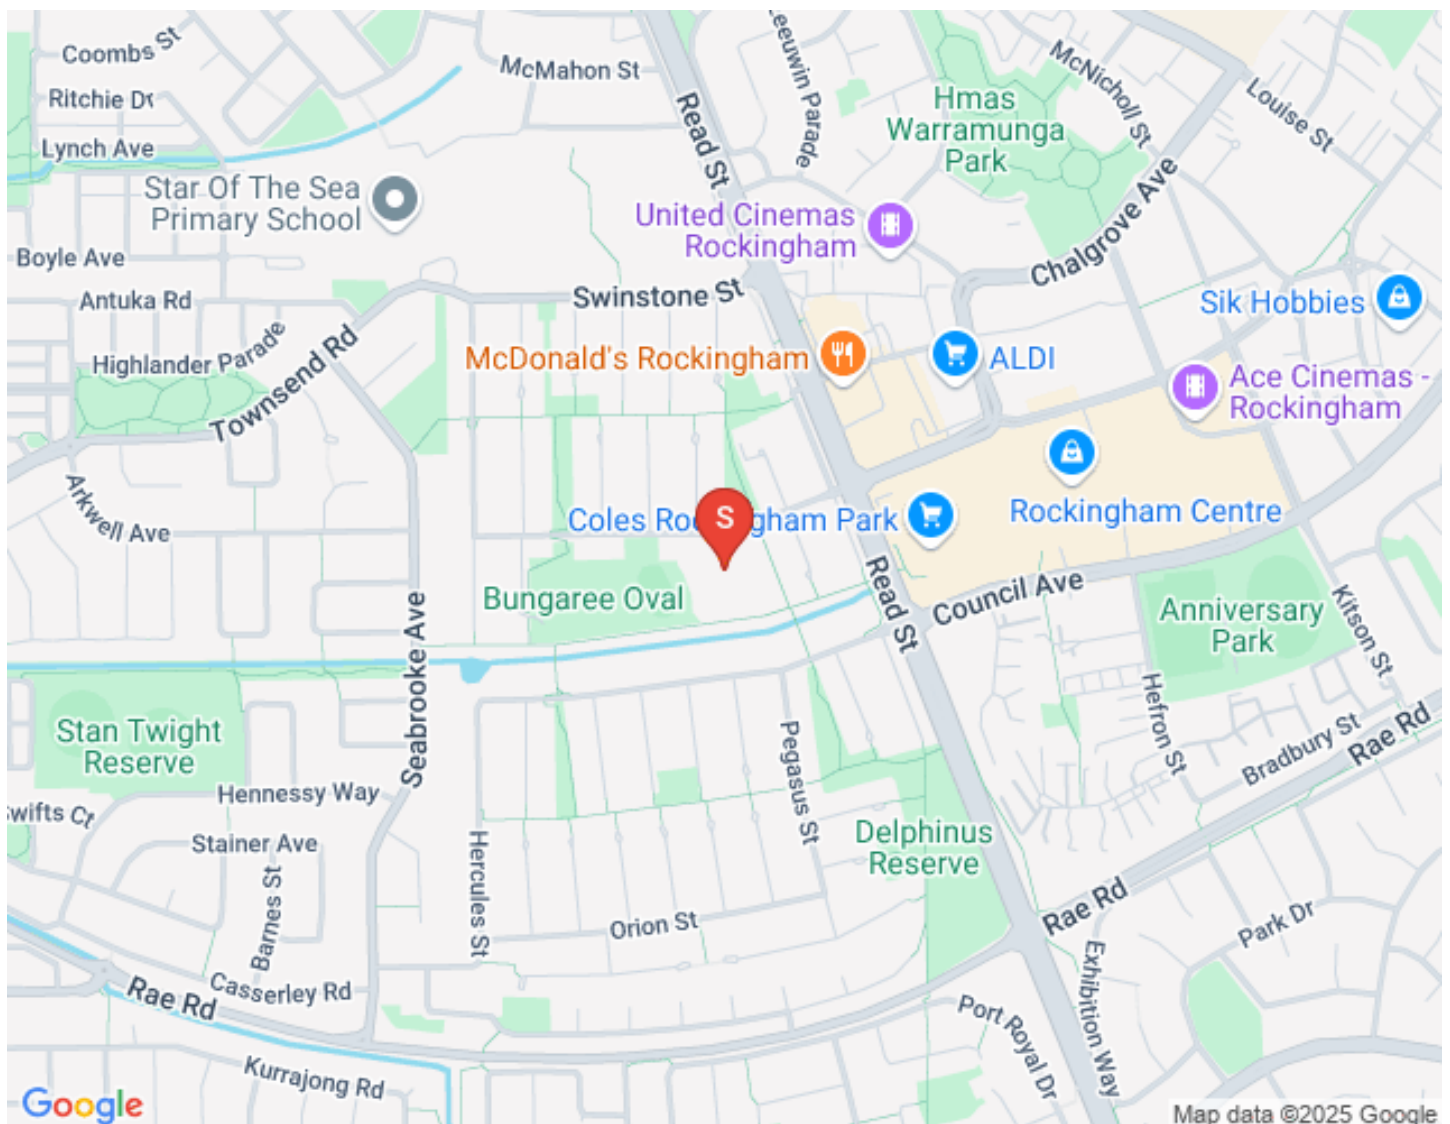 Coombs St
McMahon St
Leeuwin Parade
McNicholl St
Ritchie Dr
Read St
Hmas
Warramunga
Park
Louise St
Lynch Ave
Star Of The Sea
Primary School
United Cinemas
Rockingham
Chalgrove Ave
Boyle Ave
Antuka Rd
Swinstone St
Sik Hobbies
Highlander Parade
Townsend Rd
McDonald's Rockingham
ALDI
Ace Cinemas -
Rockingham
Arkwell Ave
S
Coles Rockingham Park
Rockingham Centre
Bungaree Oval
Seabrooke Ave
Read St
Council Ave
Anniversary
Park
Kitson St
Stan Twight
Reserve
Pegasus St
Hefron St
Bradbury St
Rae Rd
Hennessy Way
Swifts Ct
Stainer Ave
Barnes St
Hercules St
Delphinus
Reserve
Orion St
Rae Rd
Park Dr
Casserley Rd
Rae Rd
Exhibition Way
Port Royal Dr
Kurrajong Rd
Google
Map data ©2025 Google